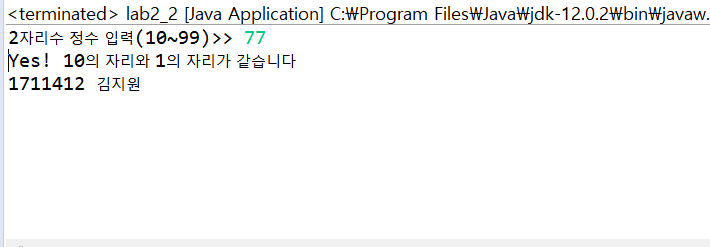 <terminated> lab2_2 [Java Application] C:₩Program Files₩Java₩jdk-12.0.2₩bin₩javaw.
2자리수 정수 입력(10~99)>> 77
Yes! 10의 자리와 1의 자리가 같습니다
1711412 김지원